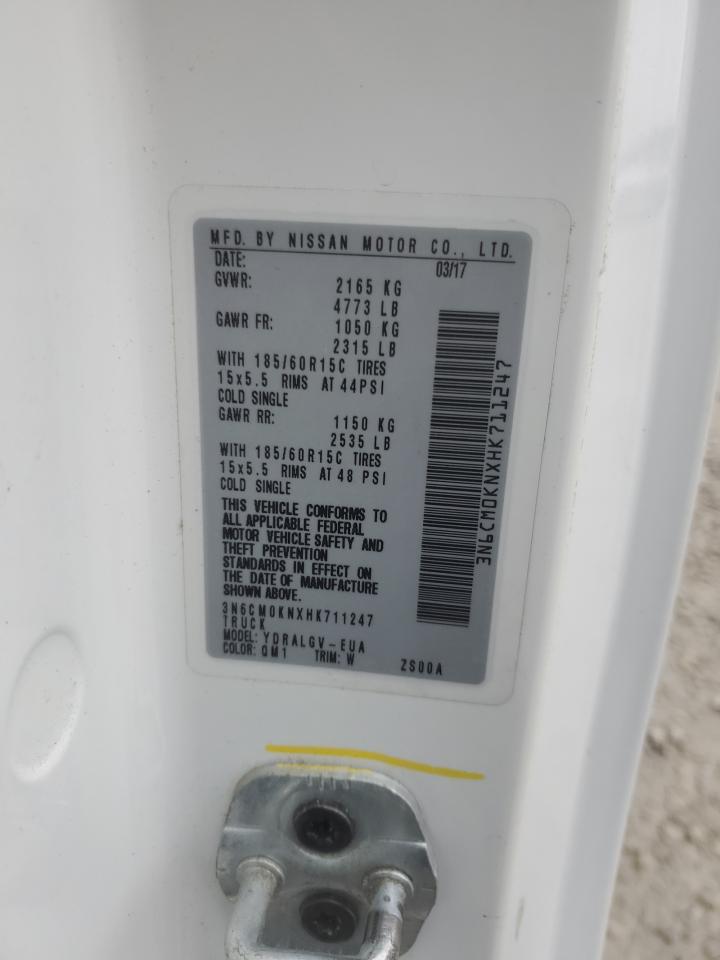 MFD. BY NISSAN MOTOR CO., LTD.
DATE: 03/17
GVWR: 2165 KG
4773 LB
GAWR FR: 1050 KG
2315 LB
WITH 185/60R15C TIRES
15x5.5 RIMS AT 44PSI
COLD SINGLE
GAWR RR: 1150 KG
2535 LB
WITH 185/60R15C TIRES
15x5.5 RIMS AT 48 PSI
COLD SINGLE
THIS VEHICLE CONFORMS TO
ALL APPLICABLE FEDERAL
MOTOR VEHICLE SAFETY AND
THEFT PREVENTION
STANDARDS IN EFFECT ON
THE DATE OF MANUFACTURE
SHOWN ABOVE.
3N6CM0KNXHK711247
TRUCK
MODEL: YDRALGV-EUA
COLOR: QM1 TRIM: W ZS00A
3N6CM0KNXHK711247